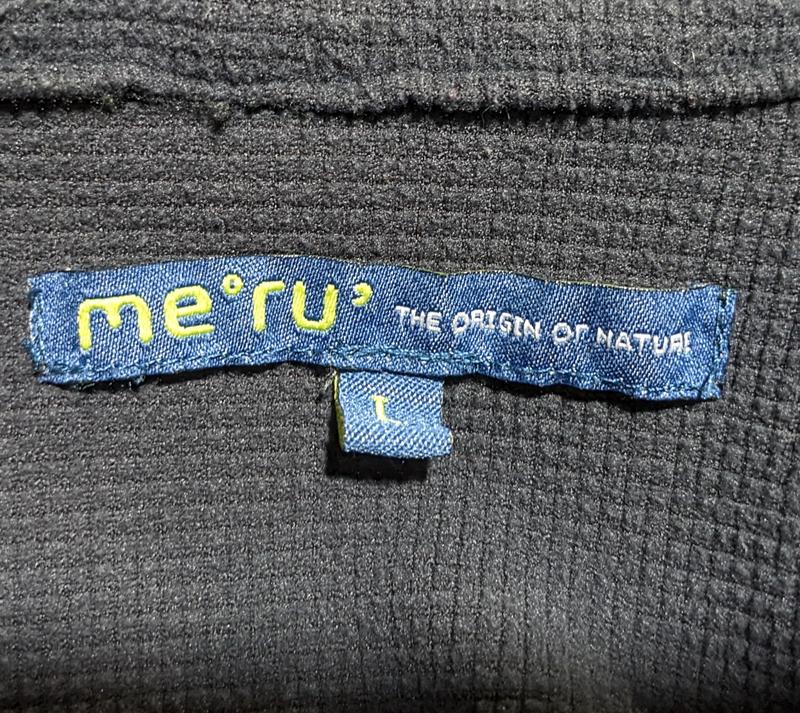 me°ru’ THE ORIGIN OF NATURE
L